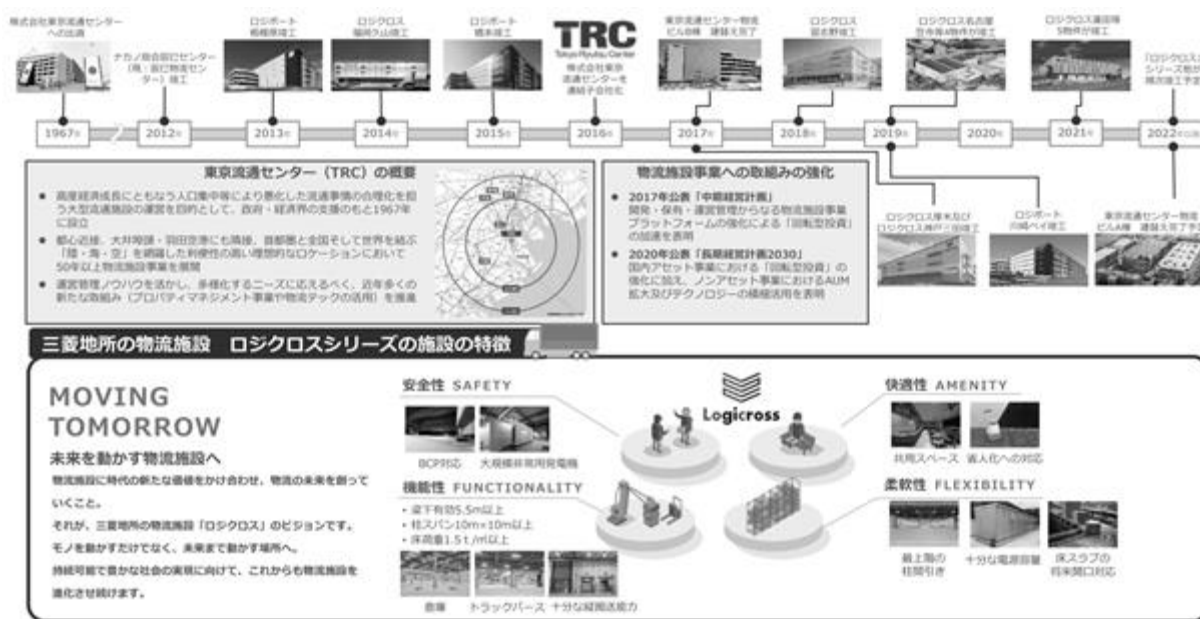 株式会社東京流通センター
への出資
ナカノ商会辰巳センター
（現：辰巳物流セン
ター）竣工
ロジポート
相模原竣工
ロジクロス
福岡久山竣工
ロジポート
橋本竣工
TRC
Tokyo Ryutsu Center
株式会社東京
流通センターを
連結子会社化
東京流通センター物流
ビルB棟 建替え完了
ロジクロス
習志野竣工
ロジクロス名古屋
笠寺等4物件が竣工
ロジクロス蓮田等
5物件が竣工
「ロジクロス」
シリーズ
1967年
2012年
2013年
2014年
2015年
2016年
2017年
2018年
2019年
2020年
2021年
2022年
ロジクロス厚木及び
ロジクロス神戸三田竣工
ロジポート
川崎ベイ竣工
東京流通センター物流
ビルA棟 建替え完了予定
東京流通センター（TRC）の概要
● 高度経済成長にともなう人口集中等により悪化した流通事情の合理化を担
う大型流通施設の運営を目的として、政府・経済界の支援のもと1967年
に設立
● 都心近接、大井埠頭・羽田空港にも隣接、首都圏と全国そして世界を結ぶ
「陸・海・空」を網羅した利便性の高い理想的なロケーションにおいて
50年以上物流施設事業を展開
● 運営管理ノウハウを活かし、多様化するニーズに応えるべく、近年多くの
新たな取組み（プロパティマネジメント事業や物流テックの活用）を推進
物流施設事業への取組みの強化
● 2017年公表「中期経営計画」
開発・保有・運営管理からなる物流施設事業
プラットフォームの強化による「回転型投資」
の加速を表明
● 2020年公表「長期経営計画2030」
国内アセット事業における「回転型投資」の
強化に加え、ノンアセット事業におけるAUM
拡大及びテクノロジーの積極活用を表明
三菱地所の物流施設 ロジクロスシリーズの施設の特徴
MOVING
TOMORROW
未来を動かす物流施設へ
物流施設に時代の新たな価値をかけ合わせ、物流の未来を創って
いくこと。
それが、三菱地所の物流施設「ロジクロス」のビジョンです。
モノを動かすだけでなく、未来まで動かす場所へ。
持続可能で豊かな社会の実現に向けて、これからも物流施設を
進化させ続けます。
安全性 SAFETY
BCP対応 大規模非常用発電機
機能性 FUNCTIONALITY
・梁下有効5.5m以上
・柱スパン10m×10m以上
・床荷重1.5ｔ/㎡以上
倉庫 トラックバース 十分な縦搬送能力
Logicross
快適性 AMENITY
共用スペース 省人化への対応
柔軟性 FLEXIBILITY
最上階の
柱間引き
十分な電源容量
床スラブの
将来開口対応